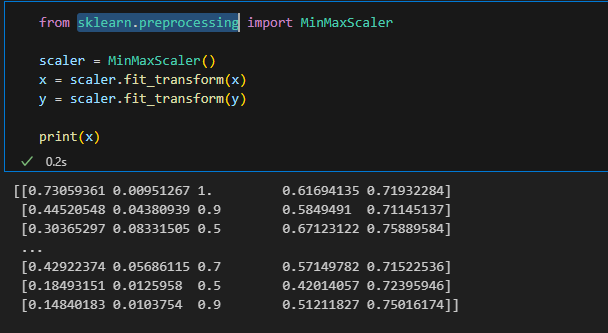 from sklearn.preprocessing import MinMaxScaler
scaler = MinMaxScaler()
x = scaler.fit_transform(x)
y = scaler.fit_transform(y)
print(x)
✓ 0.2s
[[0.73059361 0.00951267 1.         0.61694135 0.71932284]
 [0.44520548 0.04380939 0.9        0.5849491  0.71145137]
 [0.30365297 0.08331505 0.5        0.67123122 0.75889584]
 ...
 [0.42922374 0.05686115 0.7        0.57149782 0.71522536]
 [0.18493151 0.0125958  0.5        0.42014057 0.72395946]
 [0.14840183 0.0103754  0.9        0.51211827 0.75016174]]